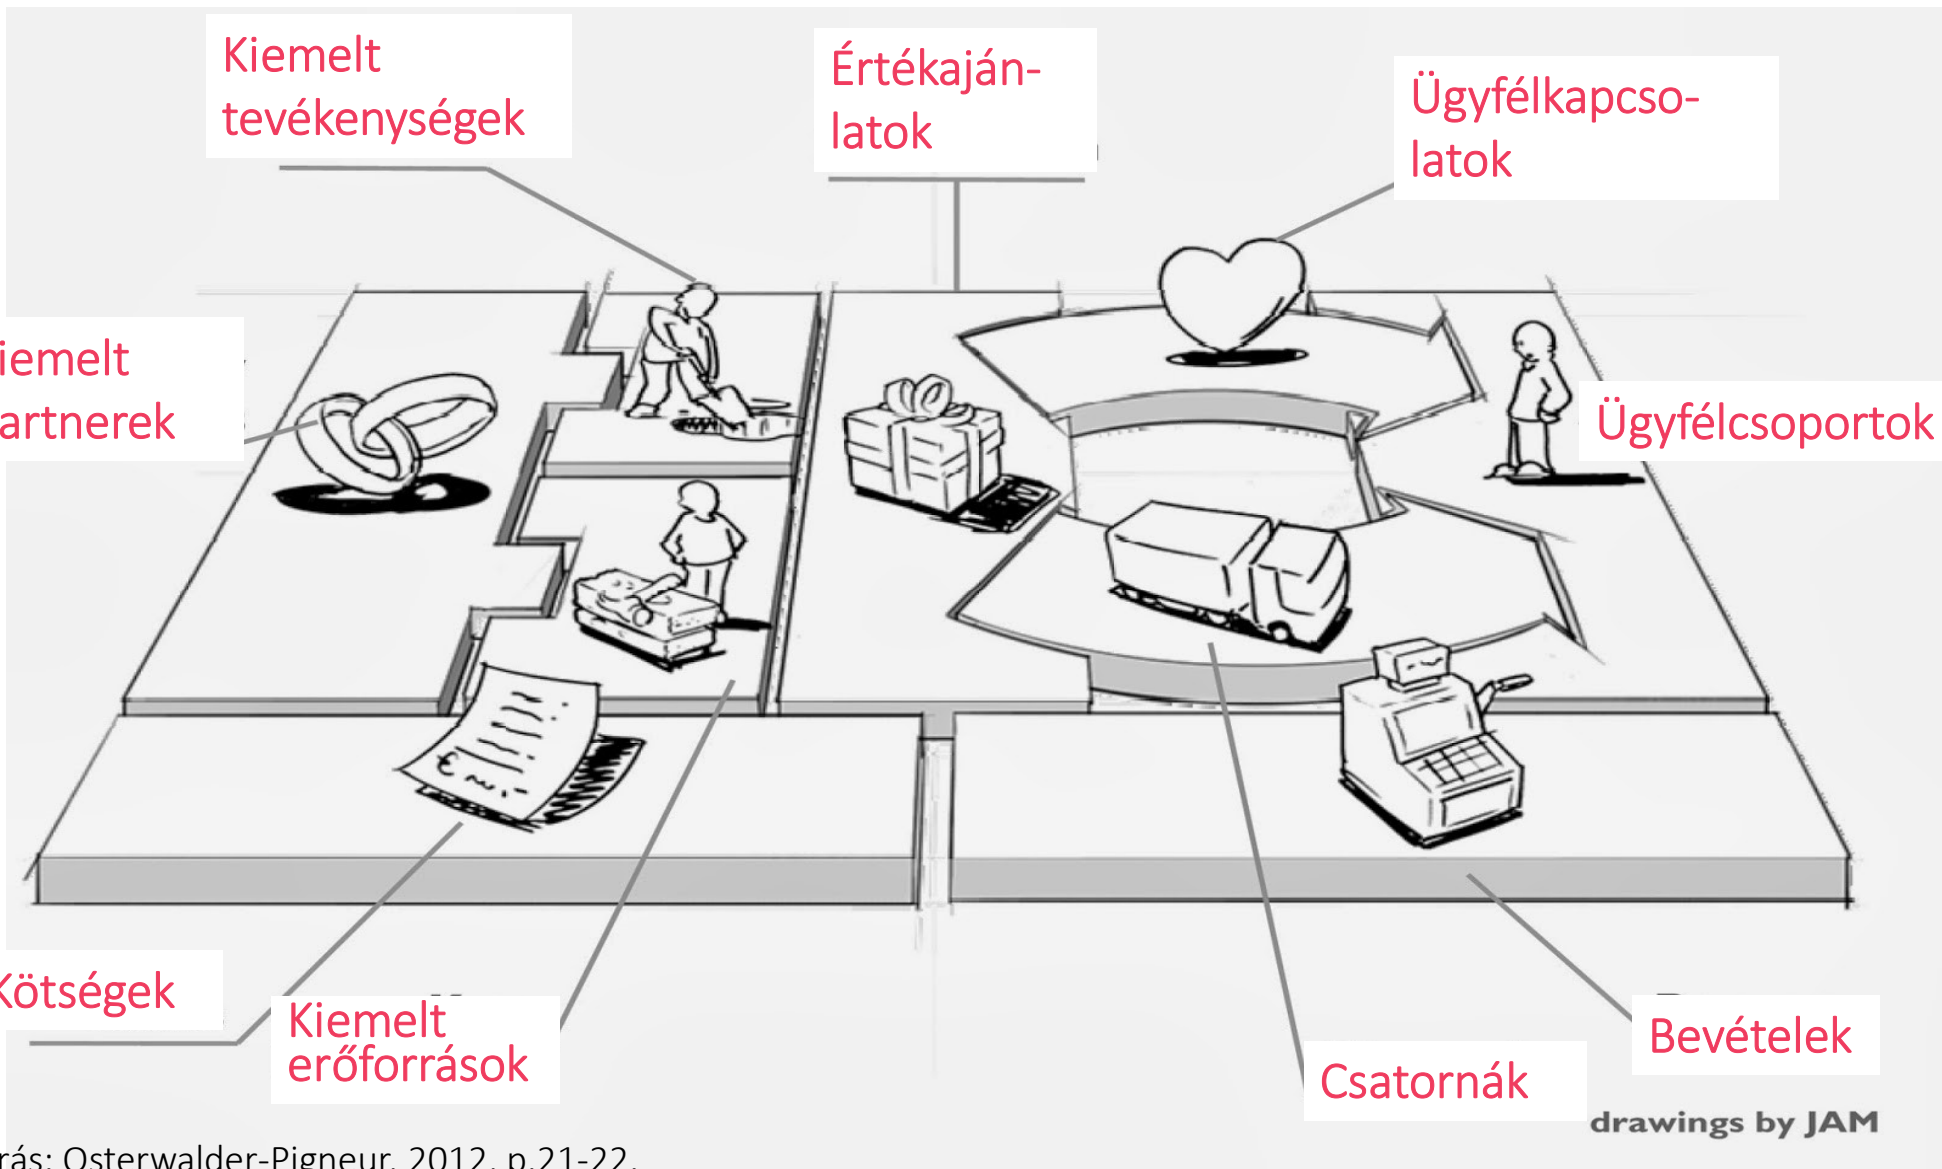 Kiemelt
tevékenységek
Értékaján-
latok
Ügyfélkapcso-
latok
iemelt
artnerek
Ügyfélcsoportok
€
Kötségek
Kiemelt
erőforrások
Bevételek
Csatornák
drawings by JAM
rás: Osterwalder-Pigneur, 2012, p.21-22.